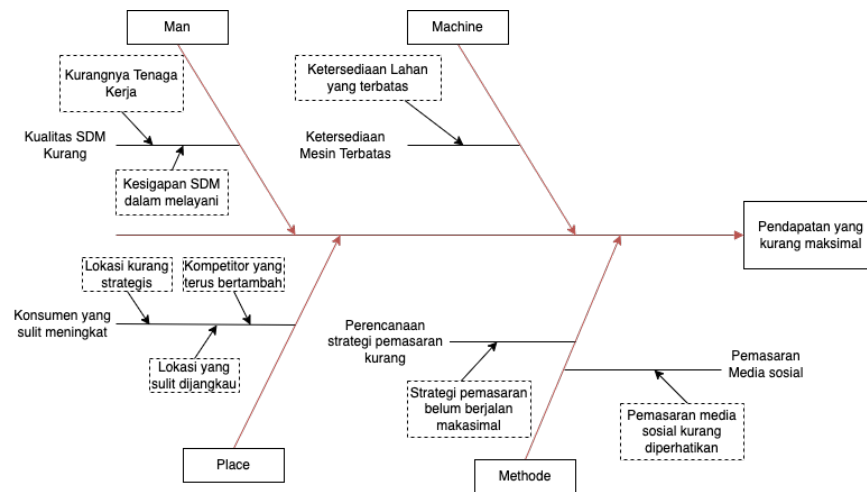 Man
Machine
Kurangnya Tenaga
Kerja
Ketersediaan Lahan
yang terbatas
Kualitas SDM
Kurang
Ketersediaan
Mesin Terbatas
Kesigapan SDM
dalam melayani
Pendapatan yang
kurang maksimal
Lokasi kurang
strategis
Kompetitor yang
terus bertambah
Konsumen yang
sulit meningkat
Lokasi yang
sulit dijangkau
Perencanaan
strategi pemasaran
kurang
Pemasaran
Media sosial
Strategi pemasaran
belum berjalan
makasimal
Pemasaran media
sosial kurang
diperhatikan
Place
Methode